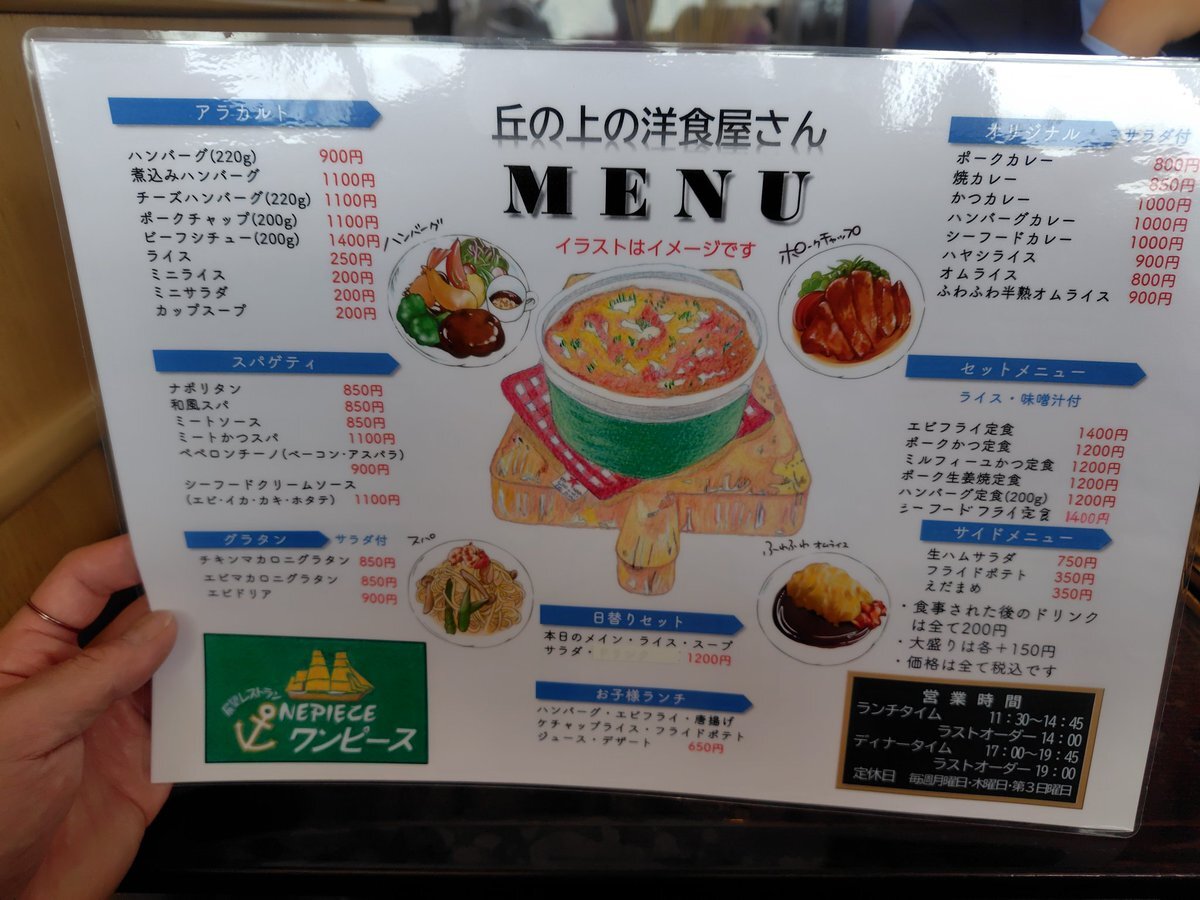 丘の上の洋食屋さん
MENU
イラストはイメージです
アラカルト
ハンバーグ(220g) 900円
煮込みハンバーグ 1100円
チーズハンバーグ(220g) 1100円
ポークチャップ(200g) 1100円
ビーフシチュー(200g) 1400円
ライス 250円
ミニライス 200円
ミニサラダ 200円
カップスープ 200円
スパゲティ
ナポリタン 850円
和風スパ 850円
ミートソース 850円
ミートかつスパ 1100円
ペペロンチーノ(ベーコン・アスパラ)
900円
シーフードクリームソース
(エビ・イカ・カキ・ホタテ) 1100円
グラタン サラダ付
チキンマカロニグラタン 850円
エビマカロニグラタン 850円
エビドリア 900円
ハンバーグ
ポークチャップ
スパ
ふわふわオムライス
日替りセット
本日のメイン・ライス・スープ
サラダ・ドリンク 1200円
お子様ランチ
ハンバーグ・エビフライ・唐揚げ
ケチャップライス・フライドポテト
ジュース・デザート 650円
オリジナル サラダ付
ポークカレー 800円
焼カレー 850円
かつカレー 1000円
ハンバーグカレー 1000円
シーフードカレー 1000円
ハヤシライス 900円
オムライス 800円
ふわふわ半熟オムライス 900円
セットメニュー
ライス・味噌汁付
エビフライ定食 1400円
ポークかつ定食 1200円
ミルフィーユかつ定食 1200円
ポーク生姜焼定食 1200円
ハンバーグ定食(200g) 1200円
シーフードフライ定食 1400円
サイドメニュー
生ハムサラダ 750円
フライドポテト 350円
えだまめ 350円
・食事された後のドリンク
は全て200円
・大盛りは各+150円
・価格は全て税込です
レストラン
ONEPIECE
ワンピース
営業時間
ランチタイム 11:30～14:45
ラストオーダー 14:00
ディナータイム 17:00～19:45
ラストオーダー 19:00
定休日 毎週月曜日・木曜日・第3日曜日